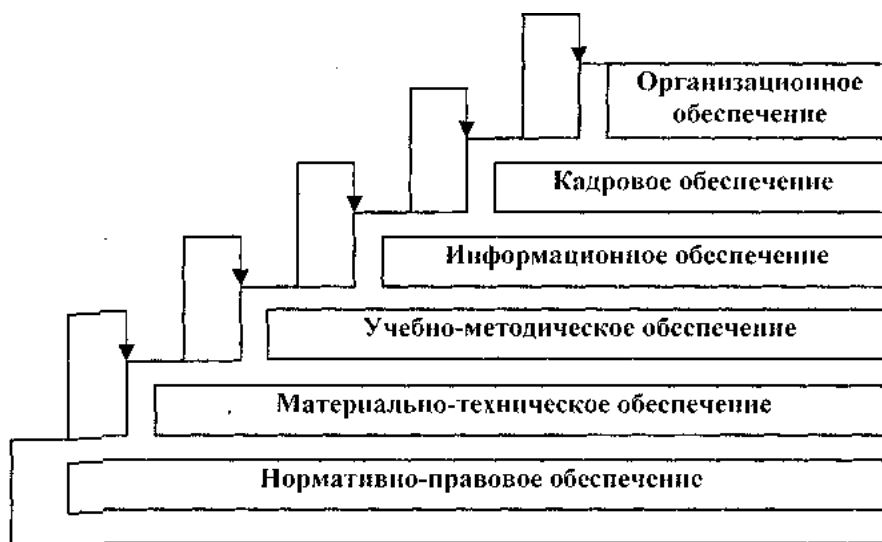 Организационное
обеспечение
Кадровое обеспечение
Информационное обеспечение
Учебно-методическое обеспечение
Материально-техническое обеспечение
Нормативно-правовое обеспечение